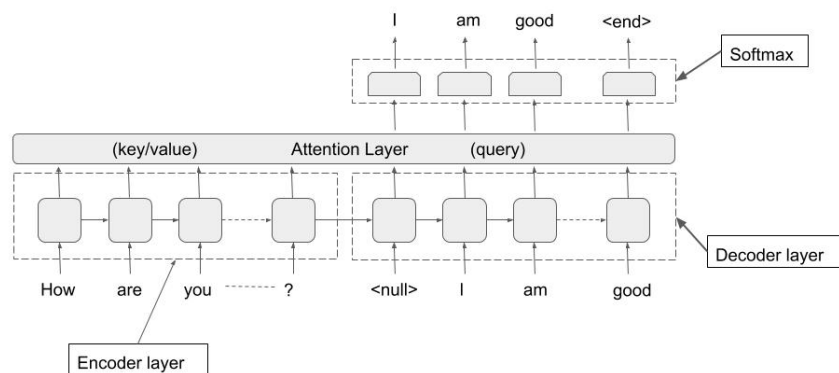 I am good <end>
Softmax
(key/value) Attention Layer (query)
Decoder layer
How are you ? <null> I am good
Encoder layer